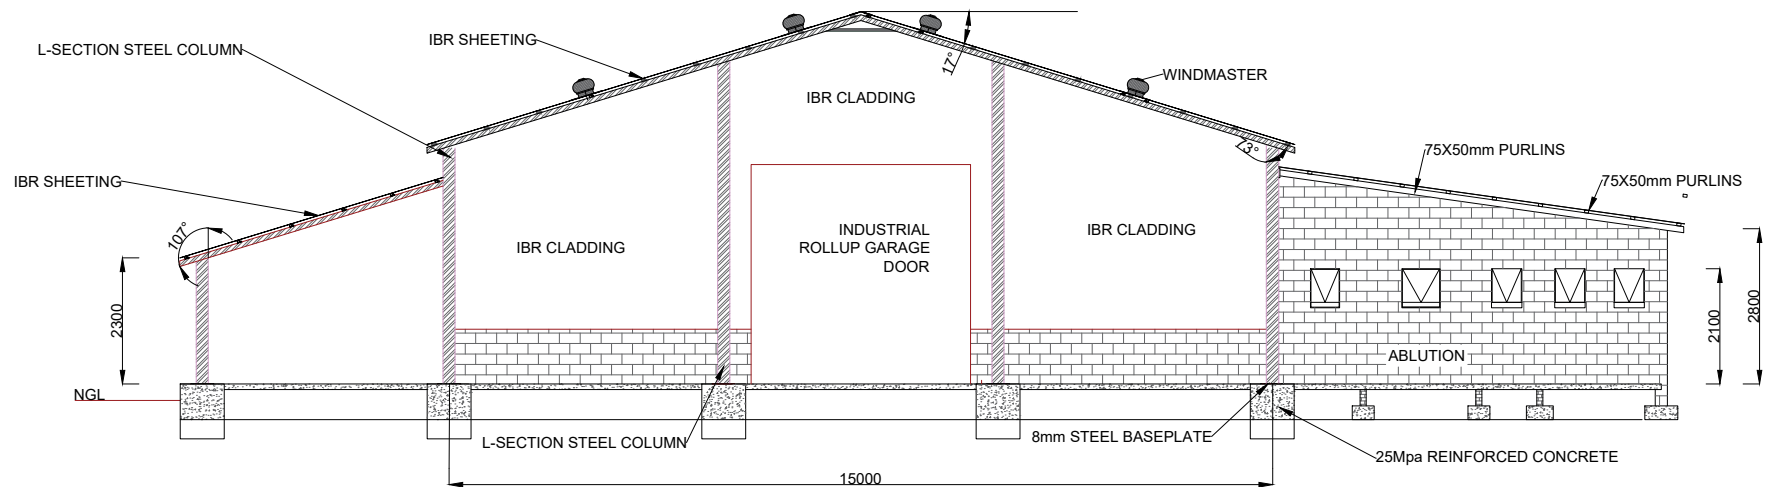 L-SECTION STEEL COLUMN
IBR SHEETING
17°
WINDMASTER
IBR CLADDING
73°
75X50mm PURLINS
IBR SHEETING
75X50mm PURLINS
107°
IBR CLADDING
INDUSTRIAL
ROLLUP GARAGE
DOOR
IBR CLADDING
2300
2100
2800
ABLUTION
NGL
L-SECTION STEEL COLUMN
8mm STEEL BASEPLATE
25Mpa REINFORCED CONCRETE
15000